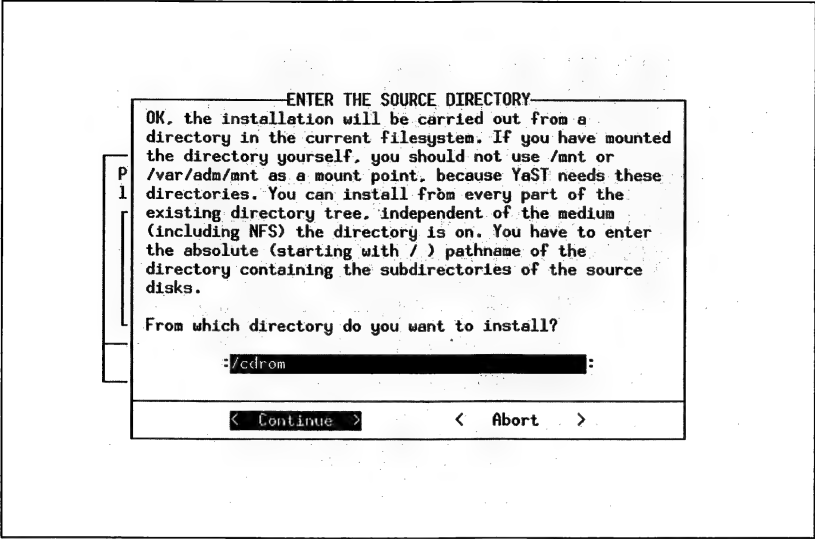 ENTER THE SOURCE DIRECTORY
OK, the installation will be carried out from a
directory in the current filesystem. If you have mounted
the directory yourself, you should not use /mnt or
/var/adm/mnt as a mount point, because YaST needs these
directories. You can install from every part of the
existing directory tree, independent of the medium
(including NFS) the directory is on. You have to enter
the absolute (starting with / ) pathname of the
directory containing the subdirectories of the source
disks.
From which directory do you want to install?
:/cdrom :
< Continue > < Abort >
P
l